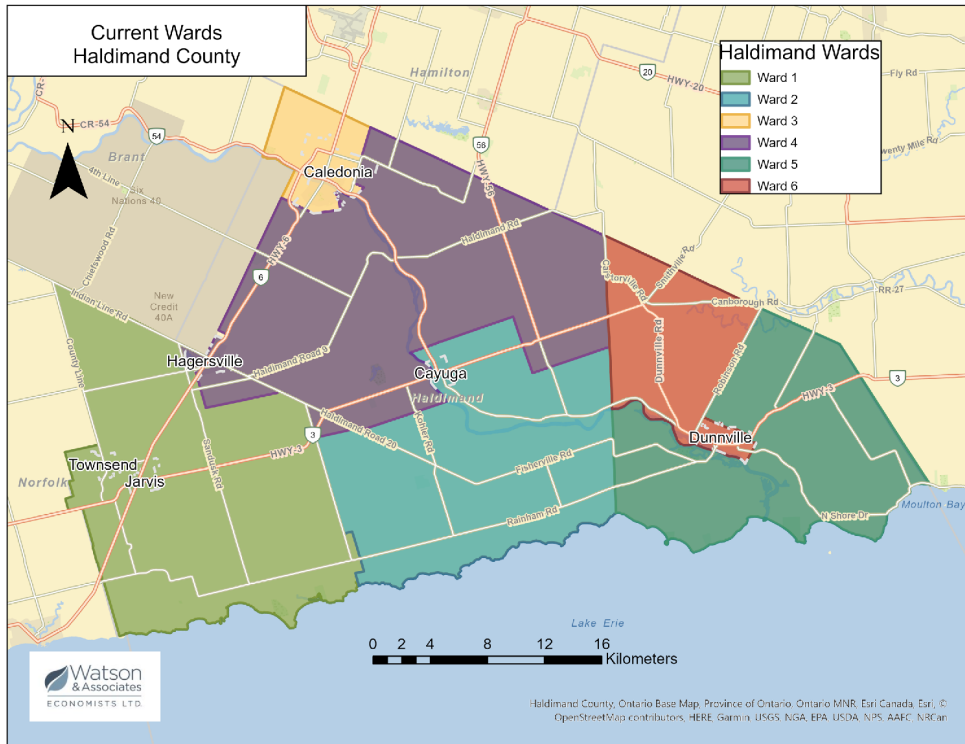 Current Wards
Haldimand County
Haldimand Wards
Ward 1
Ward 2
Ward 3
Ward 4
Ward 5
Ward 6
Hamilton
20
HWY-20
Fly Rd
CR-54
54
N
Brant
4th Line
Six
Nations 40
Chiefswood Rd
56
HWY-56
Caledonia
HWY-6
6
Haldimand Rd
Smithville Rd
RR-27
Canborough Rd
New
Credit
40A
Indian Line Rd
County Line
Hagersville
Haldimand Road 9
Dunnville Rd
Robinson Rd
Cayuga
Haldimand
HWY-3
3
Dunnville
3
HWY-3
Haldimand Road 20
Kohler Rd
Sandusk Rd
Fisherville Rd
Townsend
Jarvis
Norfolk
Rainham Rd
N Shore Dr
Moulton Bay
Lake Erie
0 2 4 8 12 16
Kilometers
Watson
& Associates
ECONOMISTS LTD.
Haldimand County, Ontario Base Map, Province of Ontario, Ontario MNR, Esri Canada, Esri, ©
OpenStreetMap contributors, HERE, Garmin, USGS, NGA, EPA, USDA, NPS, AAFC, NRCan